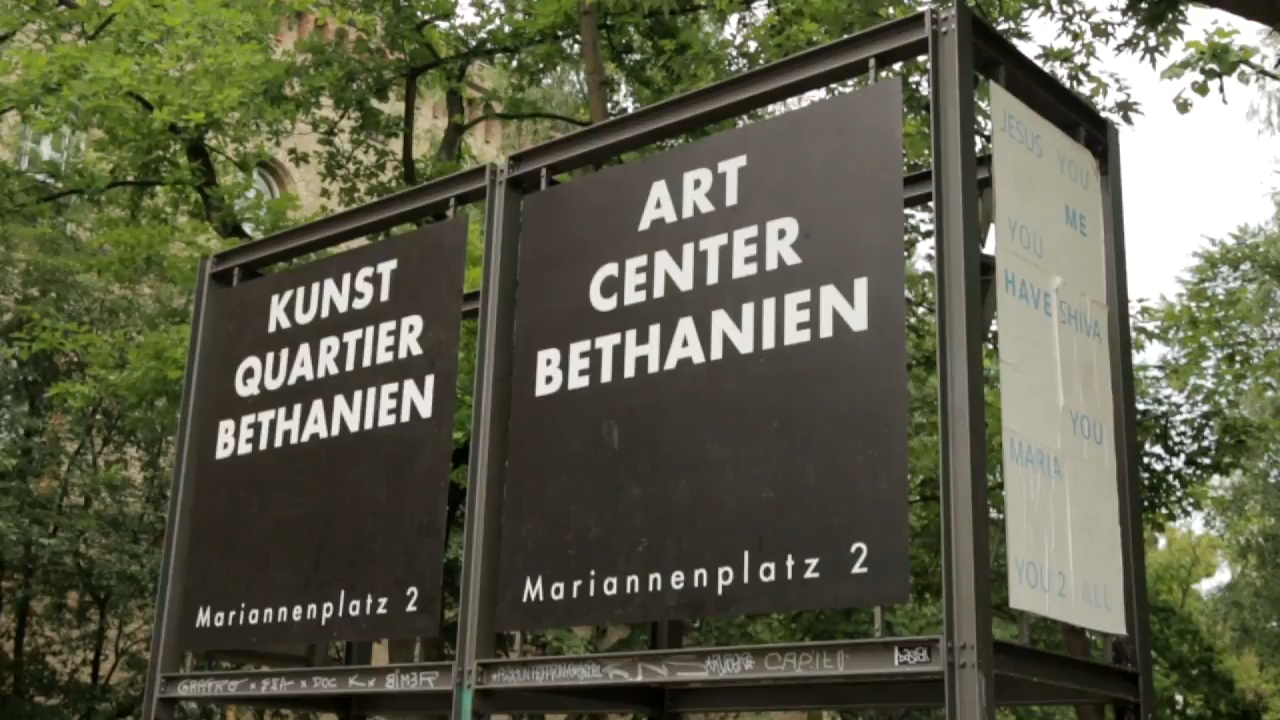 KUNST
QUARTIER
BETHANIEN
Mariannenplatz 2
ART
CENTER
BETHANIEN
Mariannenplatz 2
JESUS YOU
ME
YOU
HAVE SHIVA
YOU
MARIA
YOU 2 ALL
CAPITO